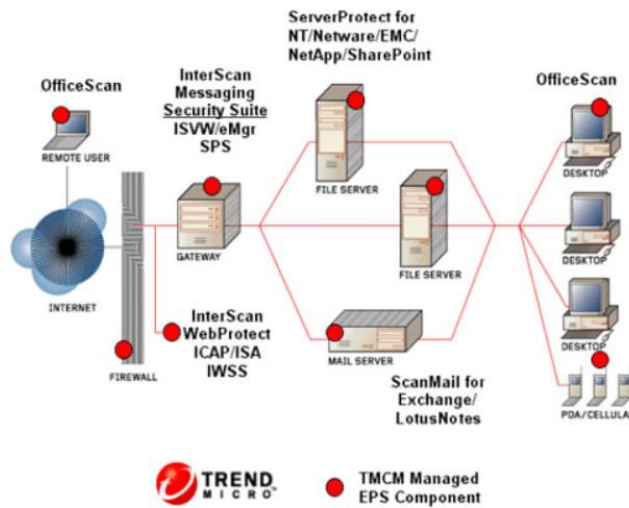 ServerProtect for
NT/Netware/EMC/
NetApp/SharePoint
OfficeScan
InterScan
Messaging
Security Suite
ISVW/eMgr
SPS
OfficeScan
REMOTE USER
FILE SERVER
DESKTOP
GATEWAY
FILE SERVER
DESKTOP
INTERNET
InterScan
WebProtect
ICAP/ISA
IWSS
MAIL SERVER
DESKTOP
FIREWALL
ScanMail for
Exchange/
LotusNotes
PDA/CELLULA
TREND
MICRO™
TMCM Managed
EPS Component